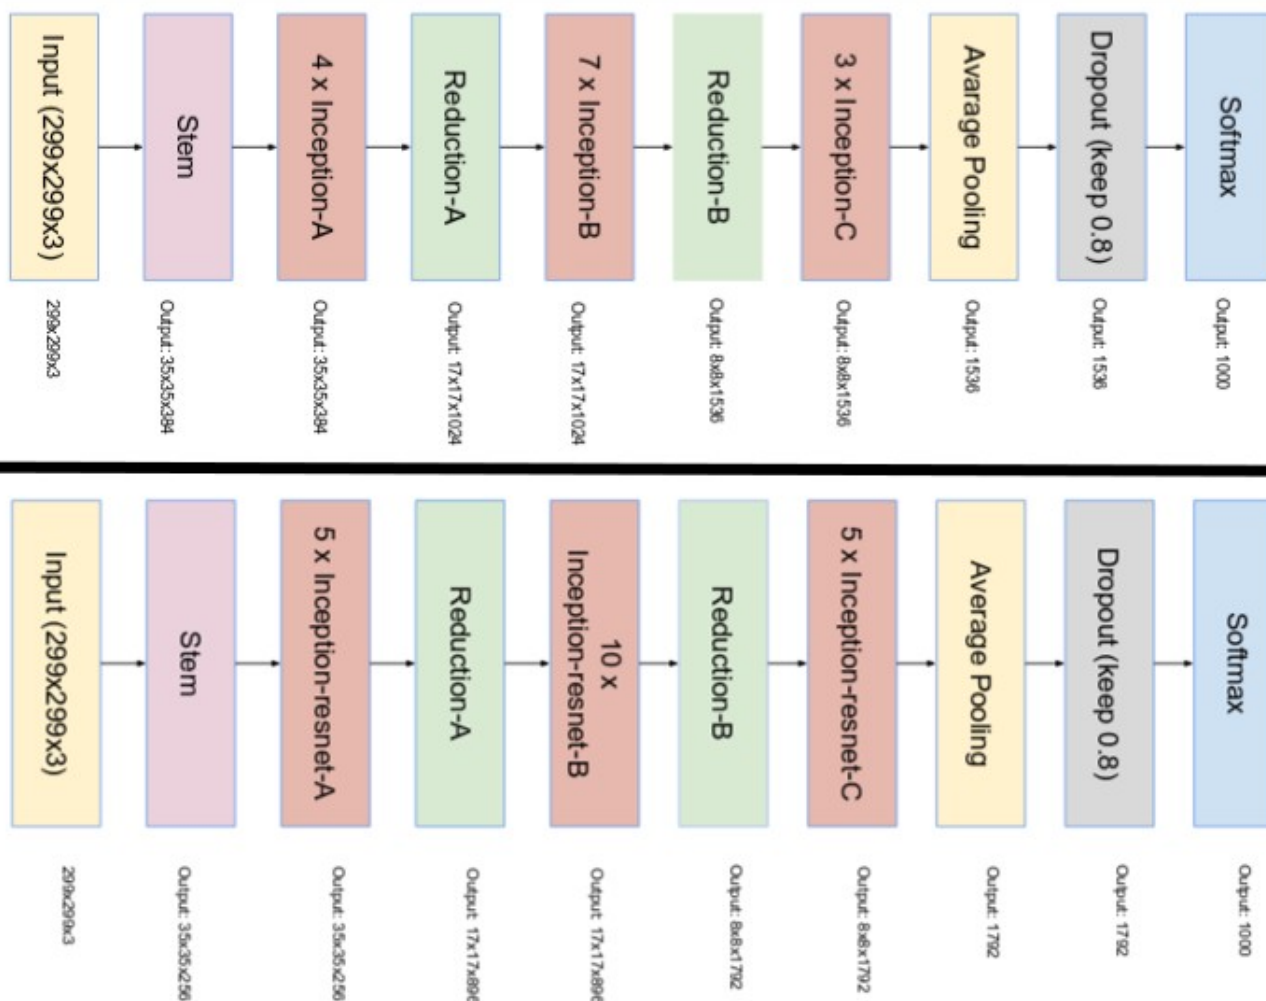 Input (299x299x3)
Stem
4 x Inception-A
Reduction-A
7 x Inception-B
Reduction-B
3 x Inception-C
Avarage Pooling
Dropout (keep 0.8)
Softmax
299x299x3
Output: 35x35x384
Output: 35x35x384
Output: 17x17x1024
Output: 17x17x1024
Output: 8x8x1536
Output: 8x8x1536
Output: 1536
Output: 1536
Output: 1000
Input (299x299x3)
Stem
5 x Inception-resnet-A
Reduction-A
10 x
Inception-resnet-B
Reduction-B
5 x Inception-resnet-C
Average Pooling
Dropout (keep 0.8)
Softmax
299x299x3
Output: 35x35x256
Output: 35x35x256
Output: 17x17x896
Output: 17x17x896
Output: 8x8x1792
Output: 8x8x1792
Output: 1792
Output: 1792
Output: 1000